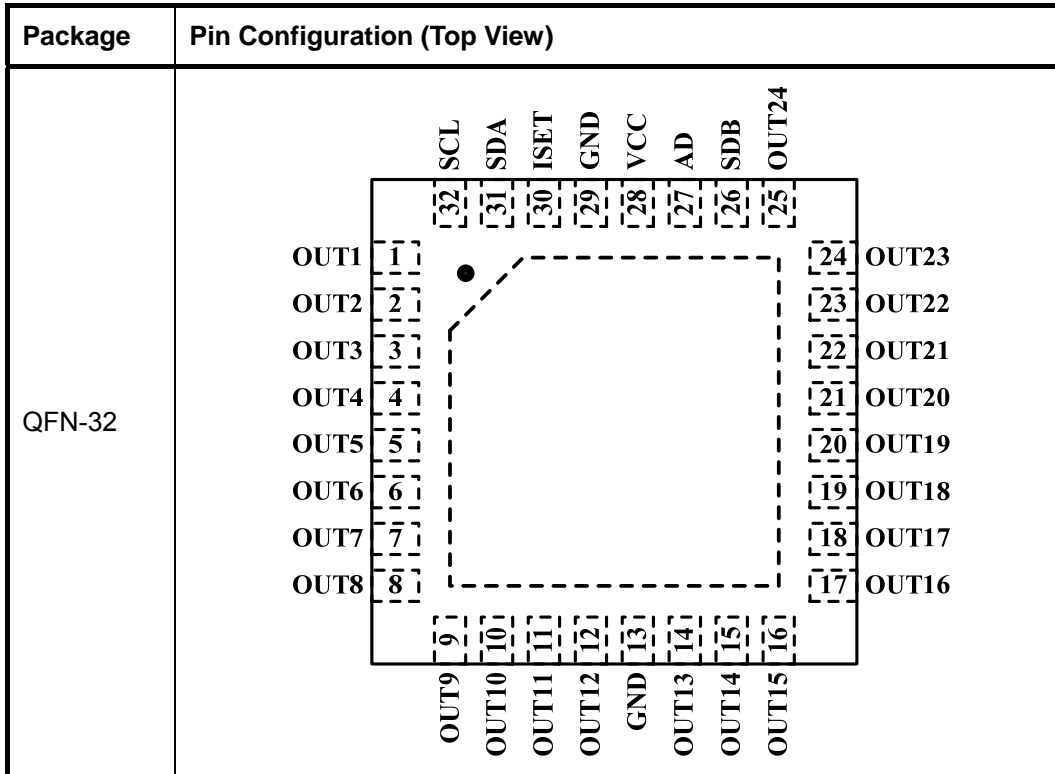 Package
Pin Configuration (Top View)
QFN-32
SCL
SDA
ISET
GND
VCC
AD
SDB
OUT24
32
31
30
29
28
27
26
25
OUT1 1
OUT2 2
OUT3 3
OUT4 4
OUT5 5
OUT6 6
OUT7 7
OUT8 8
24 OUT23
23 OUT22
22 OUT21
21 OUT20
20 OUT19
19 OUT18
18 OUT17
17 OUT16
9
10
11
12
13
14
15
16
OUT9
OUT10
OUT11
OUT12
GND
OUT13
OUT14
OUT15